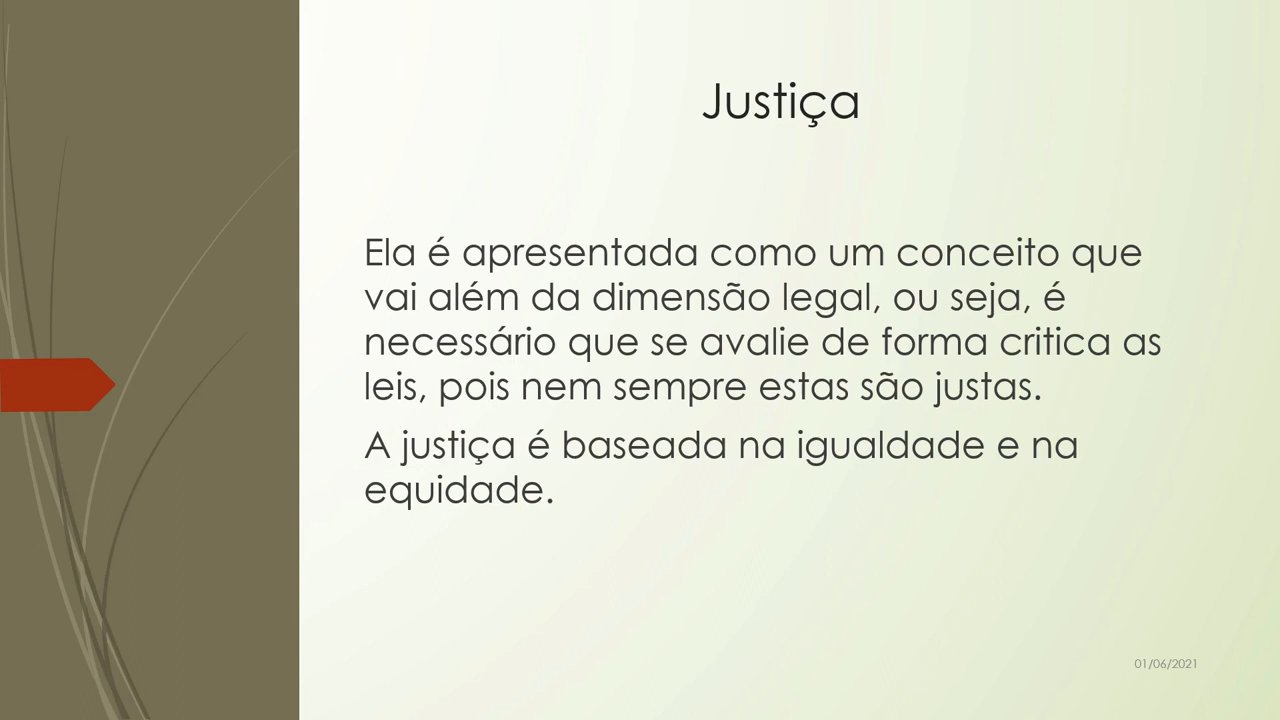 Justiça
Ela é apresentada como um conceito que
vai além da dimensão legal, ou seja, é
necessário que se avalie de forma critica as
leis, pois nem sempre estas são justas.
A justiça é baseada na igualdade e na
equidade.
01/06/2021